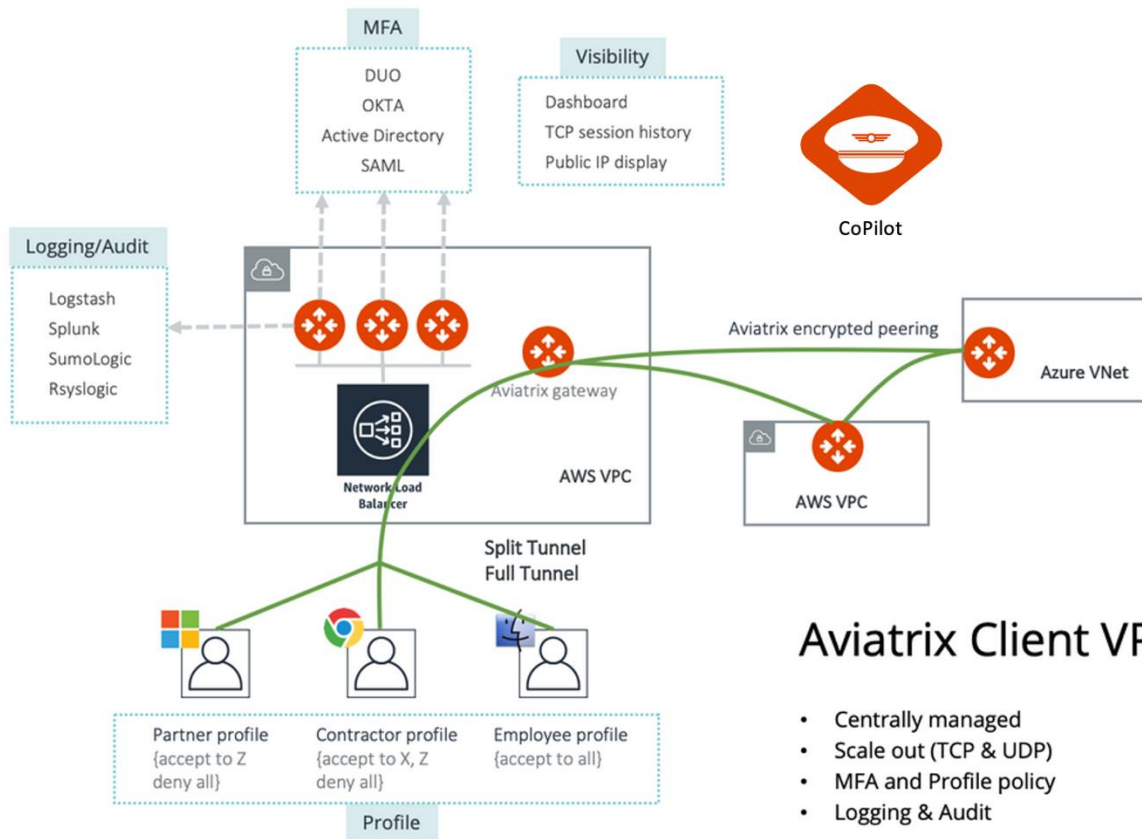 MFA
DUO
OKTA
Active Directory
SAML
Visibility
Dashboard
TCP session history
Public IP display
CoPilot
Logging/Audit
Logstash
Splunk
SumoLogic
Rsyslogic
Aviatrix gateway
Network Load
Balancer
AWS VPC
Aviatrix encrypted peering
Azure VNet
AWS VPC
Split Tunnel
Full Tunnel
Partner profile
{accept to Z
deny all}
Contractor profile
{accept to X, Z
deny all}
Employee profile
{accept to all}
Profile
Aviatrix Client
• Centrally managed
• Scale out (TCP & UDP)
• MFA and Profile policy
• Logging & Audit